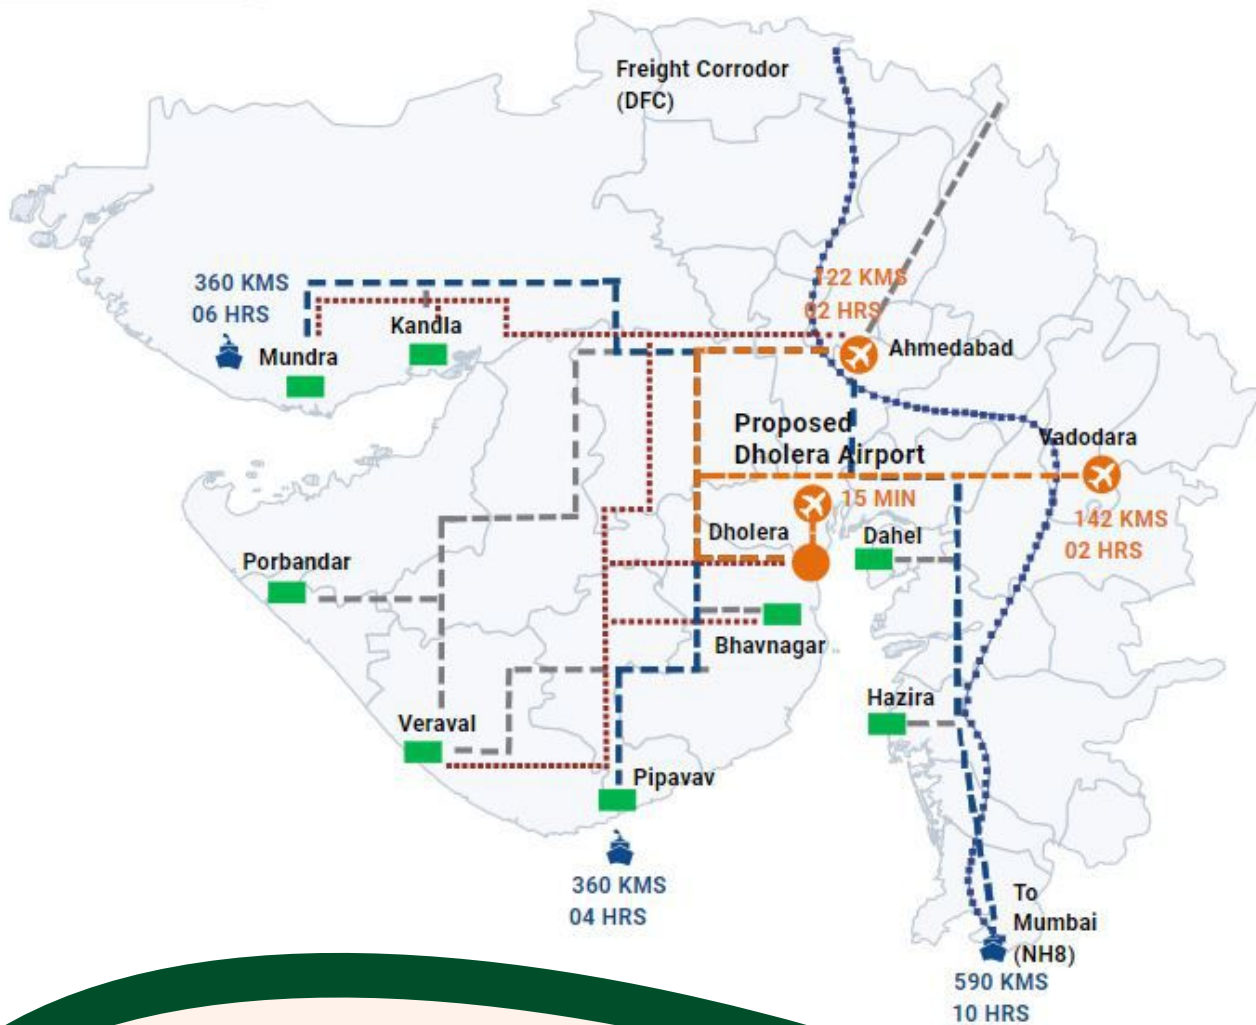 Freight Corrodor
(DFC)
360 KMS
06 HRS
Mundra
Kandla
122 KMS
02 HRS
Ahmedabad
Proposed
Dholera Airport
15 MIN
Vadodara
142 KMS
02 HRS
Dholera
Dahel
Porbandar
Bhavnagar
Hazira
Veraval
Pipavav
360 KMS
04 HRS
To
Mumbai
(NH8)
590 KMS
10 HRS